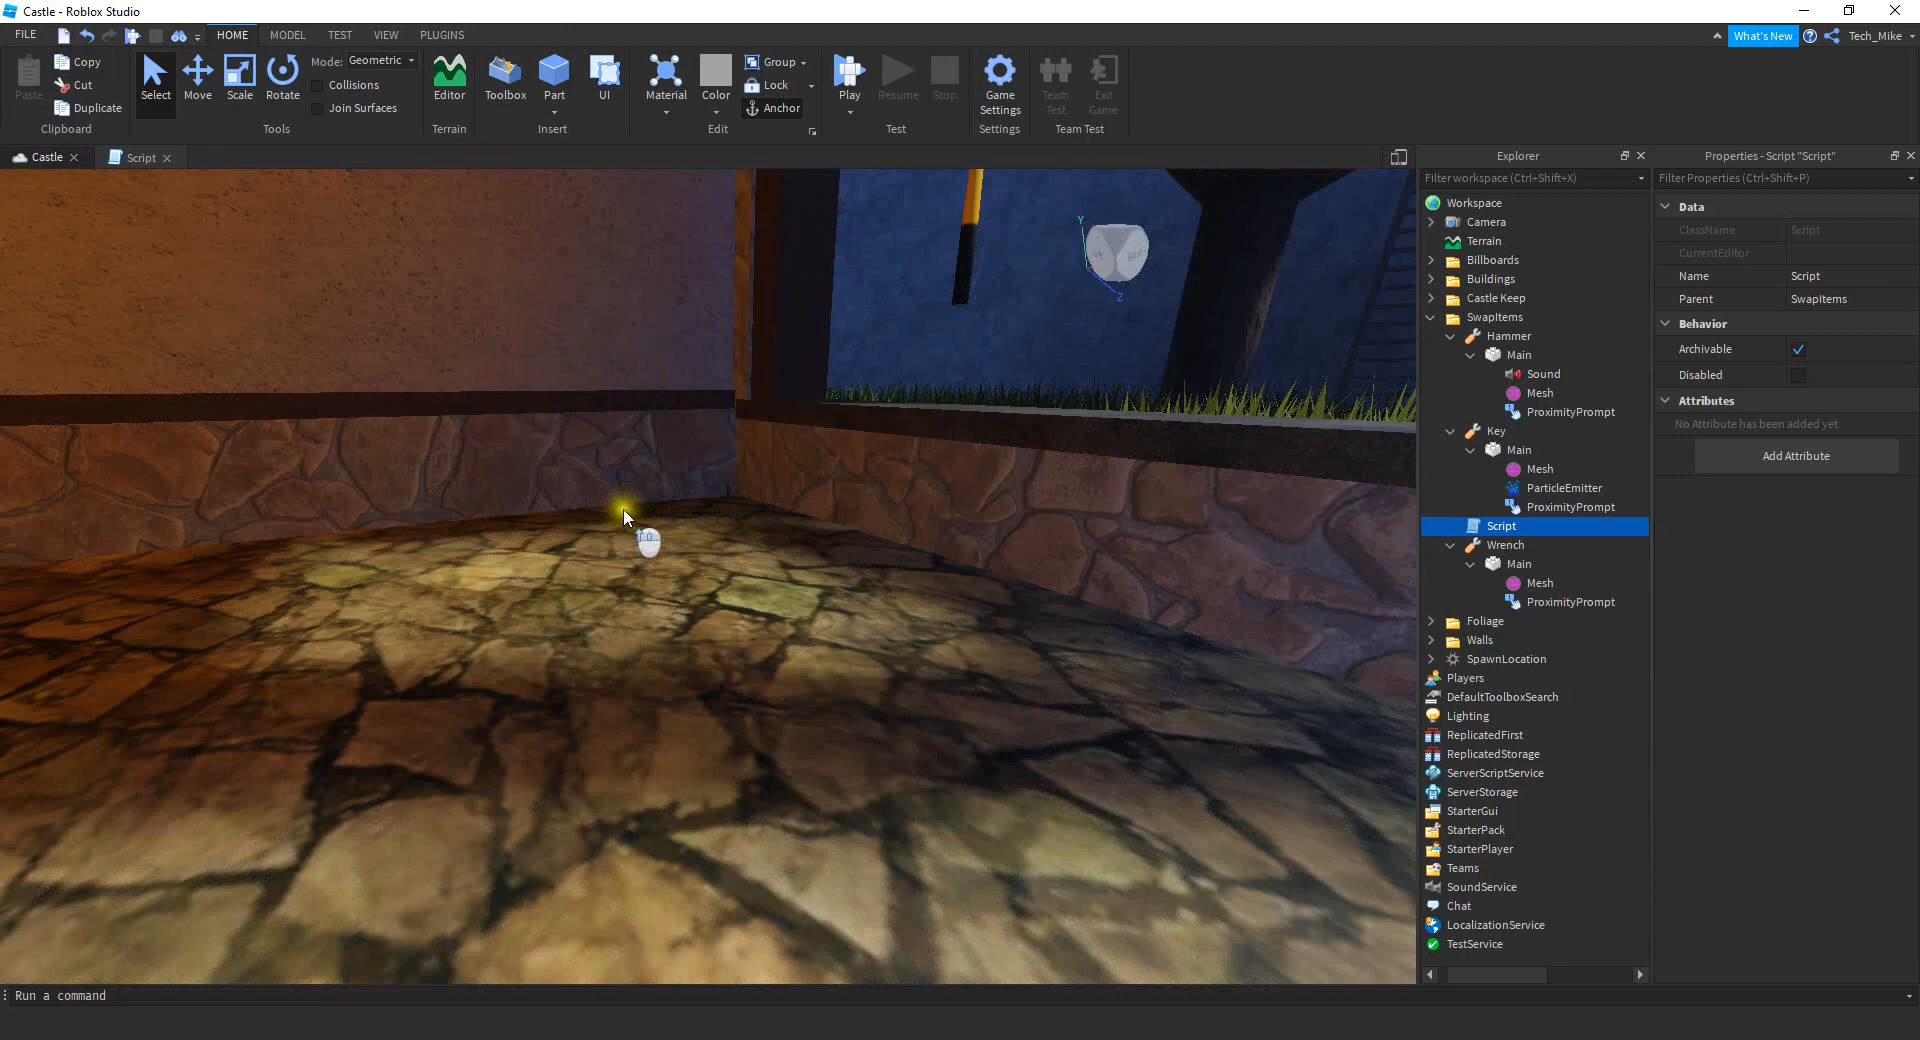 Castle - Roblox Studio
FILE
HOME
MODEL
TEST
VIEW
PLUGINS
What's New
Tech_Mike
Paste
Copy
Cut
Duplicate
Clipboard
Select
Move
Scale
Rotate
Mode: Geometric
Collisions
Join Surfaces
Tools
Editor
Terrain
Toolbox
Part
UI
Insert
Material
Color
Group
Lock
Anchor
Edit
Play
Resume
Stop
Test
Game Settings
Settings
Team Test
Exit Game
Team Test
Castle
Script
Y
Z
Explorer
Filter workspace (Ctrl+Shift+X)
Workspace
Camera
Terrain
Billboards
Buildings
Castle Keep
SwapItems
Hammer
Main
Sound
Mesh
ProximityPrompt
Key
Main
Mesh
ParticleEmitter
ProximityPrompt
Script
Wrench
Main
Mesh
ProximityPrompt
Foliage
Walls
SpawnLocation
Players
DefaultToolboxSearch
Lighting
ReplicatedFirst
ReplicatedStorage
ServerScriptService
ServerStorage
StarterGui
StarterPack
StarterPlayer
Teams
SoundService
Chat
LocalizationService
TestService
Properties - Script "Script"
Filter Properties (Ctrl+Shift+P)
Data
ClassName Script
CurrentEditor
Name Script
Parent SwapItems
Behavior
Archivable
Disabled
Attributes
No Attribute has been added yet
Add Attribute
Run a command